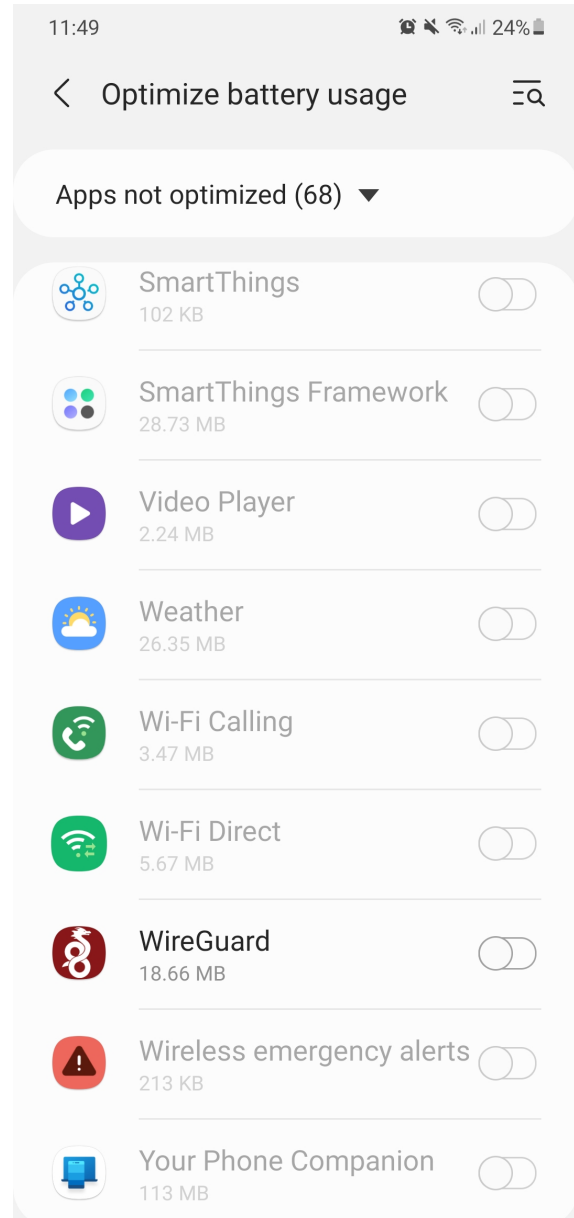 11:49
24%
Optimize battery usage
Apps not optimized (68)
SmartThings
102 KB
SmartThings Framework
28.73 MB
Video Player
2.24 MB
Weather
26.35 MB
Wi-Fi Calling
3.47 MB
Wi-Fi Direct
5.67 MB
WireGuard
18.66 MB
Wireless emergency alerts
213 KB
Your Phone Companion
113 MB